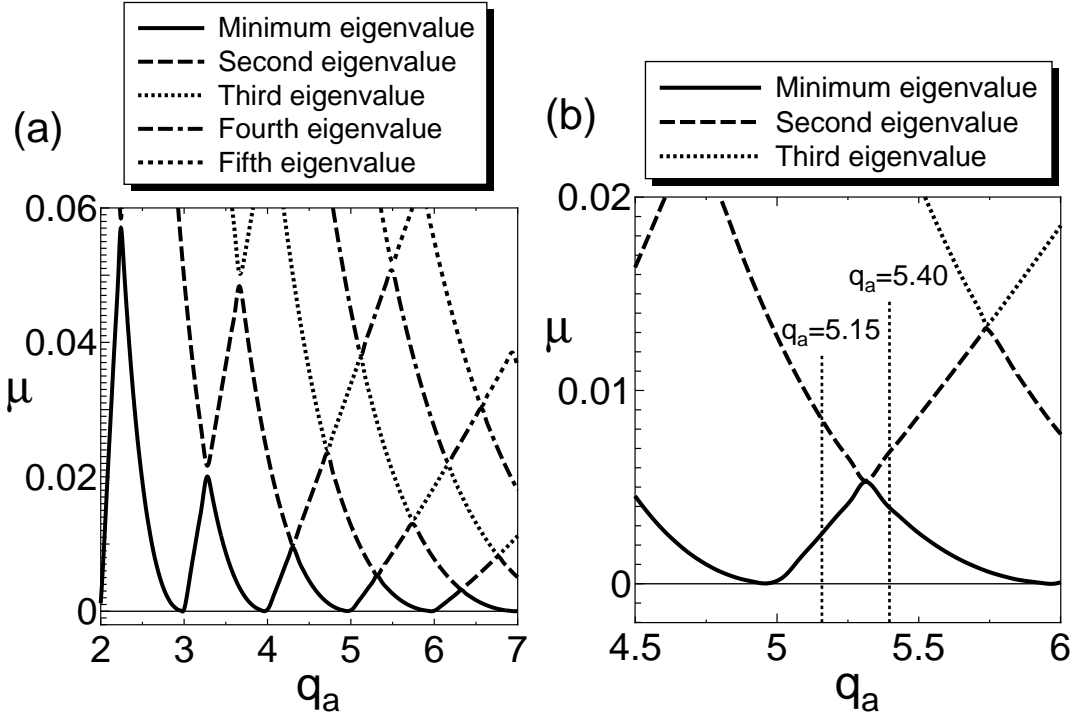 (a)
Minimum eigenvalue
Second eigenvalue
Third eigenvalue
Fourth eigenvalue
Fifth eigenvalue
0.06
0.04
μ
0.02
0
2 3 4 5 6 7
qa
(b)
Minimum eigenvalue
Second eigenvalue
Third eigenvalue
0.02
qa=5.40
μ
qa=5.15
0.01
0
4.5 5 5.5 6
qa